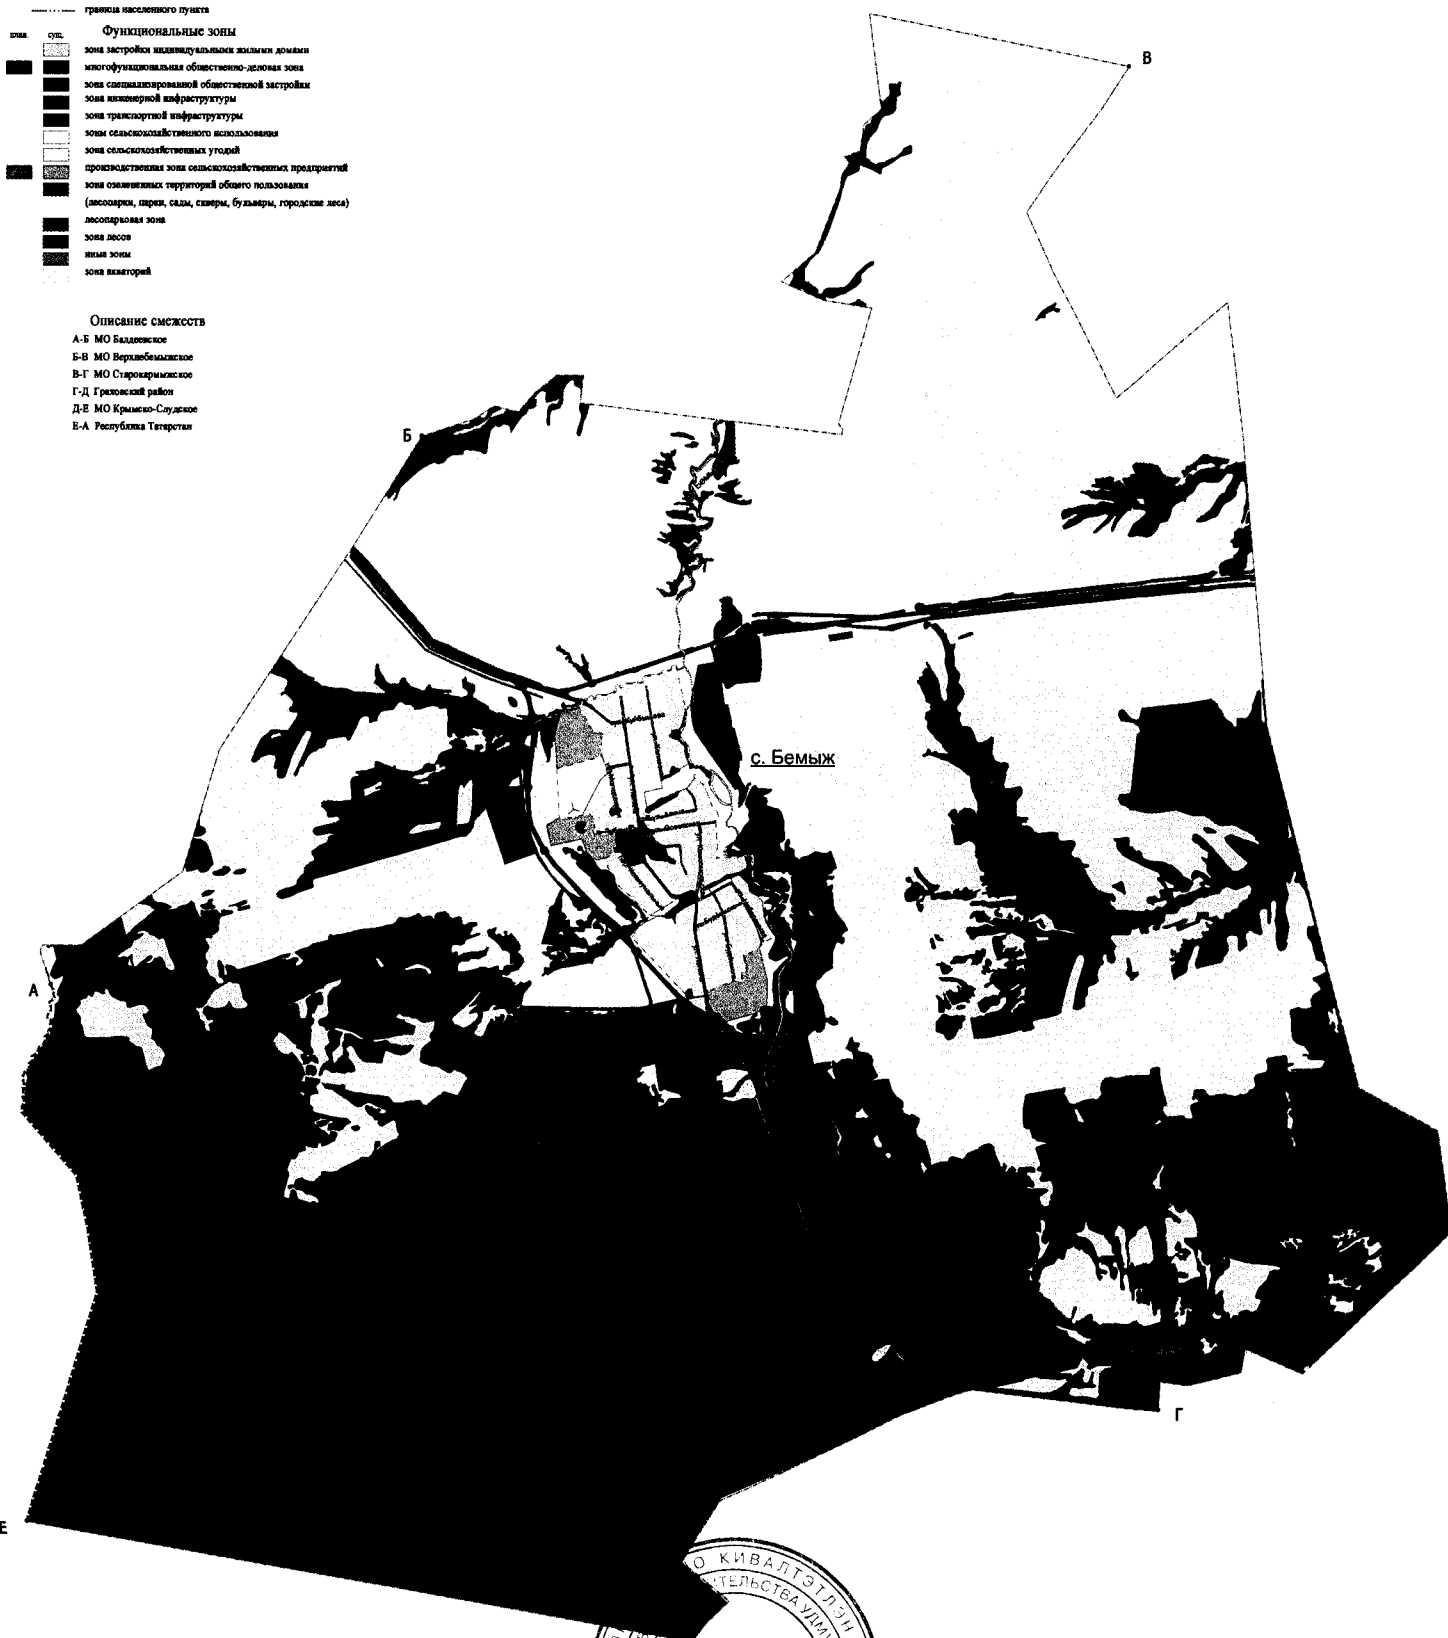 граница населенного пункта
план. сущ. Функциональные зоны
зона застройки индивидуальными жилыми домами
многофункциональная общественно-деловая зона
зона специализированной общественной застройки
зона инженерной инфраструктуры
зона транспортной инфраструктуры
зоны сельскохозяйственного использования
зона сельскохозяйственных угодий
производственная зона сельскохозяйственных предприятий
зона озелененных территорий общего пользования
(лесопарки, парки, сады, скверы, бульвары, городские леса)
лесопарковая зона
зона лесов
иные зоны
зона акваторий
Описание смежеств
А-Б МО Балдеевское
Б-В МО Верхнебемыжское
В-Г МО Старокармыжское
Г-Д Граховский район
Д-Е МО Крымско-Слудское
Е-А Республика Татарстан
В
Б
с. Бемыж
А
Г
Е
О КИВАЛТЭТЛЭН
ТЕЛЬСТВА УДМУ